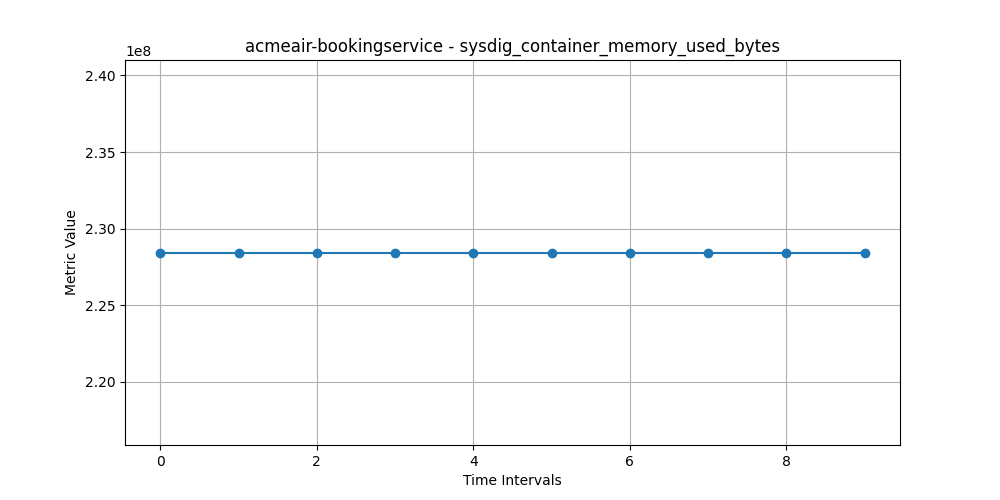 acmeair-bookingservice - sysdig_container_memory_used_bytes
1e8
2.40
2.35
2.30
2.25
2.20
Metric Value
0 2 4 6 8
Time Intervals